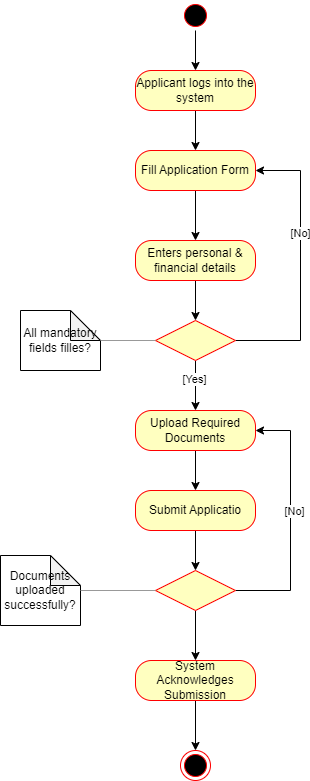 Applicant logs into the
system
Fill Application Form
[No]
Enters personal &
financial details
All mandatory
fields filles?
[Yes]
Upload Required
Documents
Submit Applicatio
[No]
Documents
uploaded
successfully?
System
Acknowledges
Submission